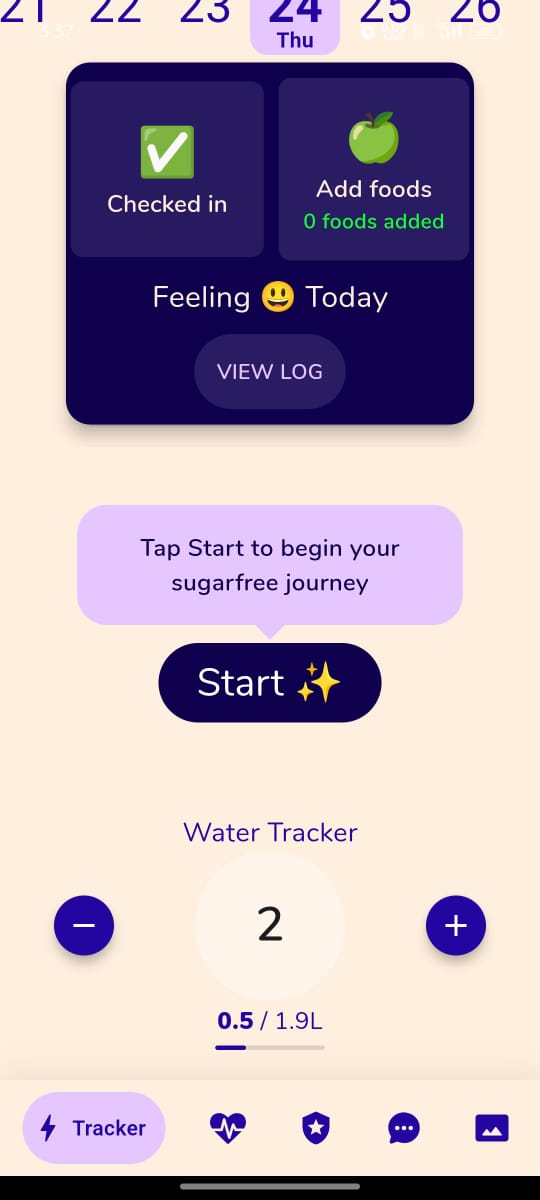 21 22 23 24 25 26
3:37
Thu
Checked in
Add foods
0 foods added
Feeling 😃 Today
VIEW LOG
Tap Start to begin your
sugarfree journey
Start ✨
Water Tracker
− 2 +
0.5 / 1.9L
Tracker